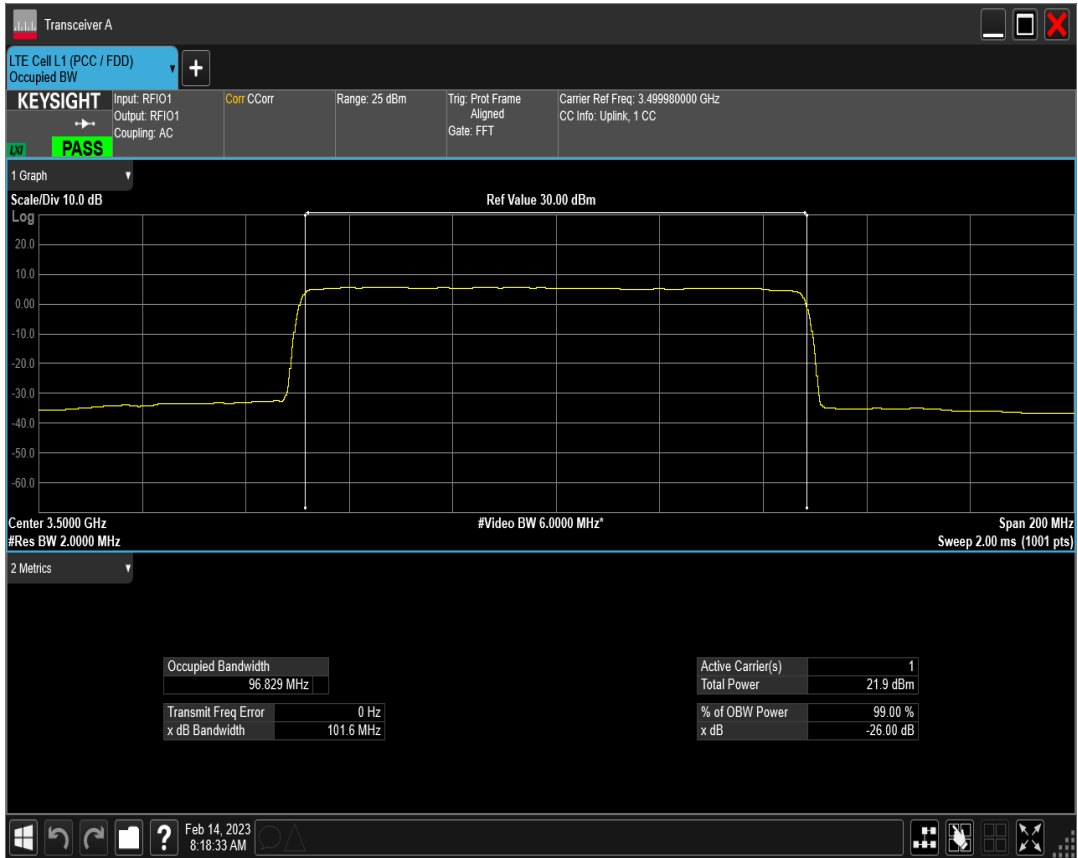 Transceiver A
LTE Cell L1 (PCC / FDD)
Occupied BW
+
KEYSIGHT
LXI
PASS
Input: RFIO1
Output: RFIO1
Coupling: AC
Corr CCorr
Range: 25 dBm
Trig: Prot Frame
Aligned
Gate: FFT
Carrier Ref Freq: 3.499980000 GHz
CC Info: Uplink, 1 CC
1 Graph
Scale/Div 10.0 dB
Ref Value 30.00 dBm
Log
20.0
10.0
0.00
-10.0
-20.0
-30.0
-40.0
-50.0
-60.0
Center 3.5000 GHz
#Video BW 6.0000 MHz*
Span 200 MHz
#Res BW 2.0000 MHz
Sweep 2.00 ms (1001 pts)
2 Metrics
Occupied Bandwidth
96.829 MHz
Transmit Freq Error 0 Hz
x dB Bandwidth 101.6 MHz
Active Carrier(s) 1
Total Power 21.9 dBm
% of OBW Power 99.00 %
x dB -26.00 dB
?
Feb 14, 2023
8:18:33 AM